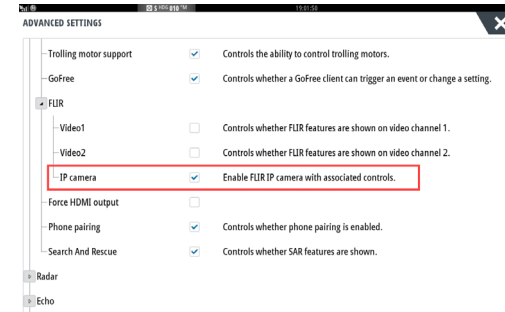 S HDG 010 °M 19:01:50
ADVANCED SETTINGS
Trolling motor support Controls the ability to control trolling motors.
GoFree Controls whether a GoFree client can trigger an event or change a setting.
FLIR
Video1 Controls whether FLIR features are shown on video channel 1.
Video2 Controls whether FLIR features are shown on video channel 2.
IP camera Enable FLIR IP camera with associated controls.
Force HDMI output
Phone pairing Controls whether phone pairing is enabled.
Search And Rescue Controls whether SAR features are shown.
Radar
Echo